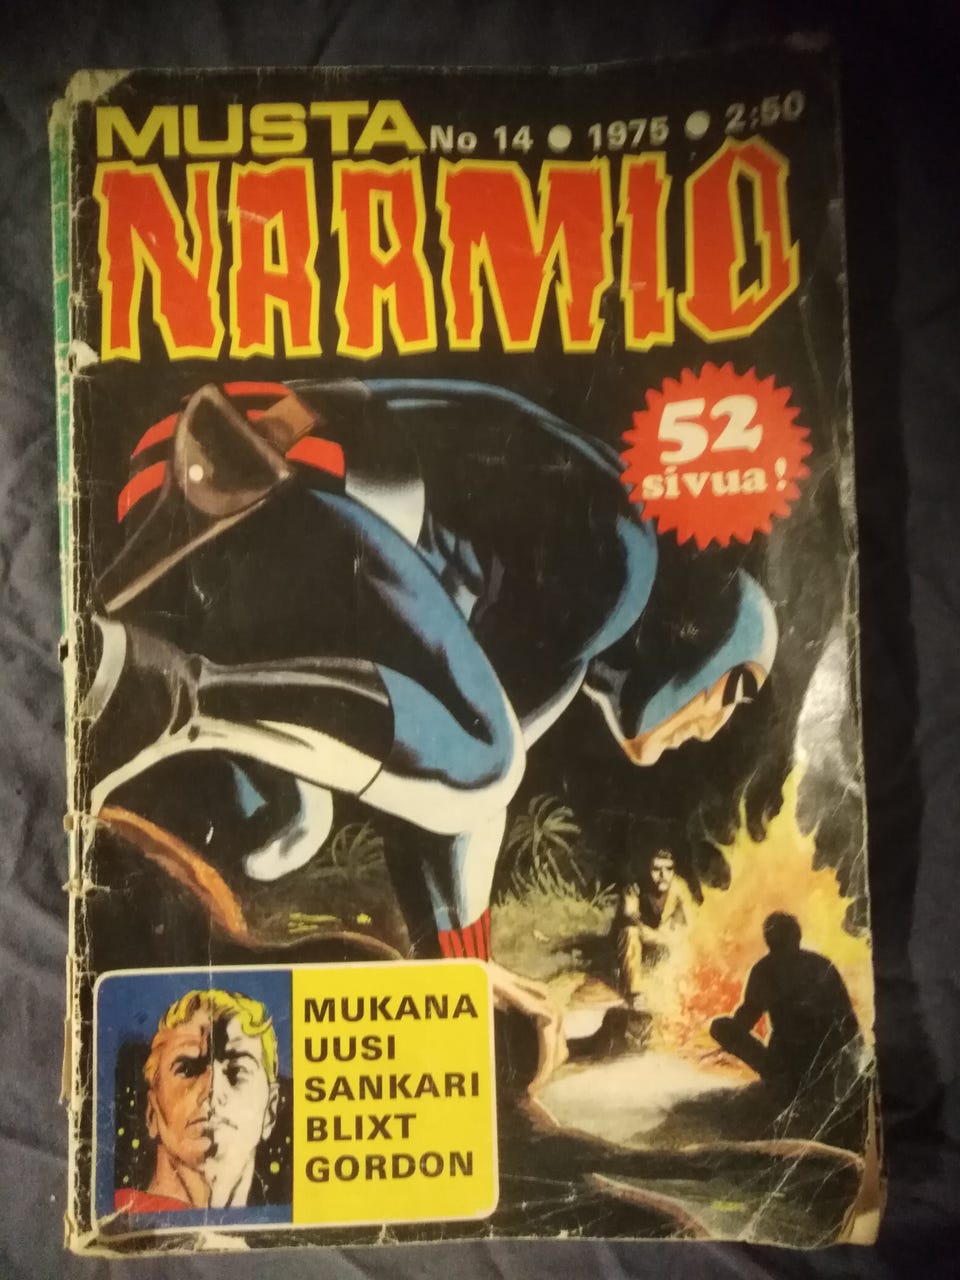 MUSTA No 14 ● 1975 ● 2:50
NAAMIO
52
sivua!
MUKANA
UUSI
SANKARI
BLIXT
GORDON